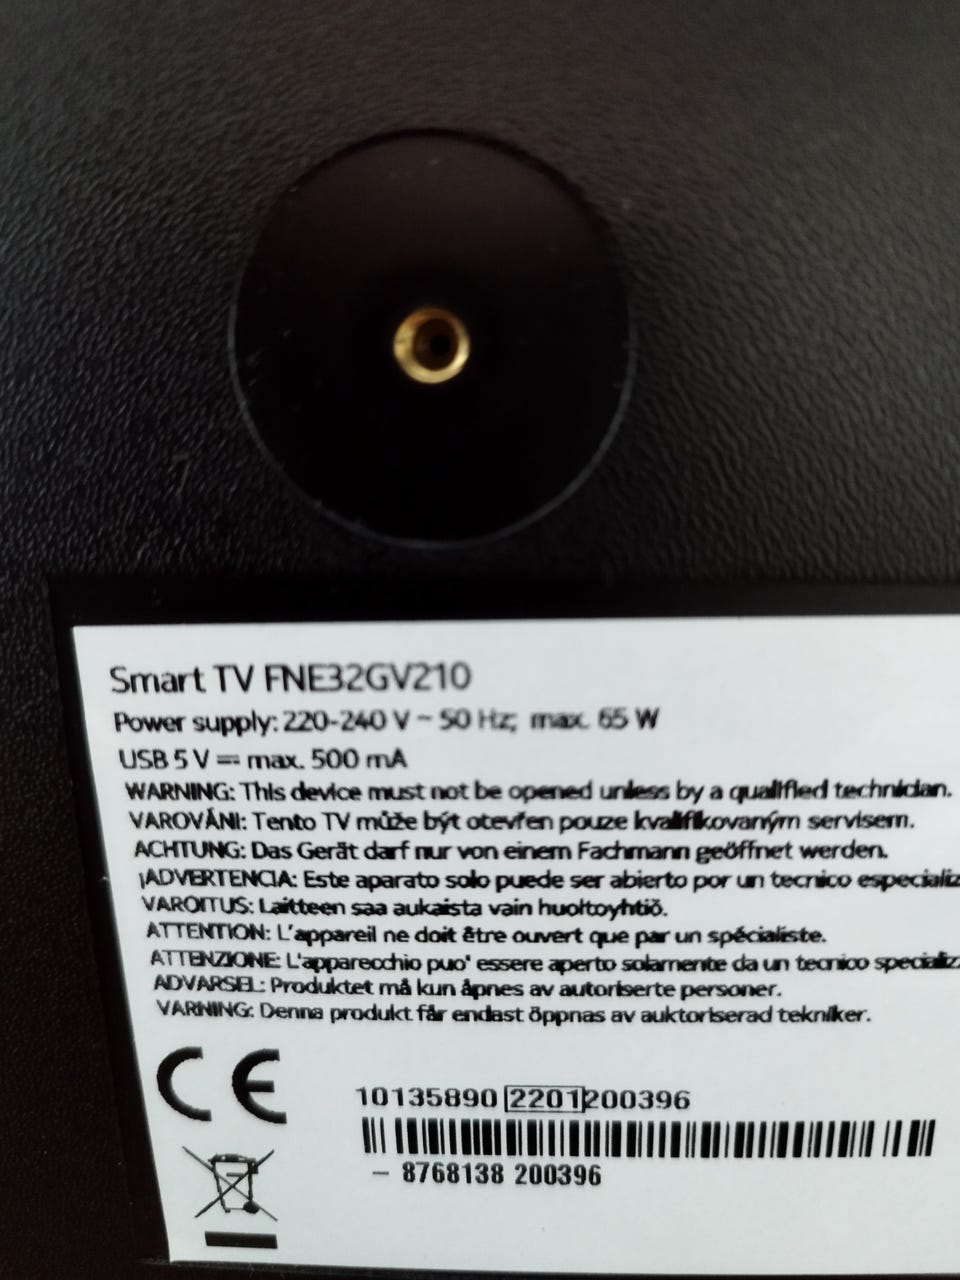 Smart TV FNE32GV210
Power supply: 220-240 V ~ 50 Hz; max. 65 W
USB 5 V ⎓ max. 500 mA
WARNING: This device must not be opened unless by a qualified technician.
VAROVÁNÍ: Tento TV může být otevřen pouze kvalifikovaným servisem.
ACHTUNG: Das Gerät darf nur von einem Fachmann geöffnet werden.
¡ADVERTENCIA: Este aparato solo puede ser abierto por un tecnico especializ
VAROITUS: Laitteen saa aukaista vain huoltoyhtiö.
ATTENTION: L'appareil ne doit être ouvert que par un spécialiste.
ATTENZIONE: L'apparecchio puo' essere aperto solamente da un tecnico specializ
ADVARSEL: Produktet må kun åpnes av autoriserte personer.
VARNING: Denna produkt får endast öppnas av auktoriserad tekniker.
CE
10135890 2201200396
– 8768138 200396